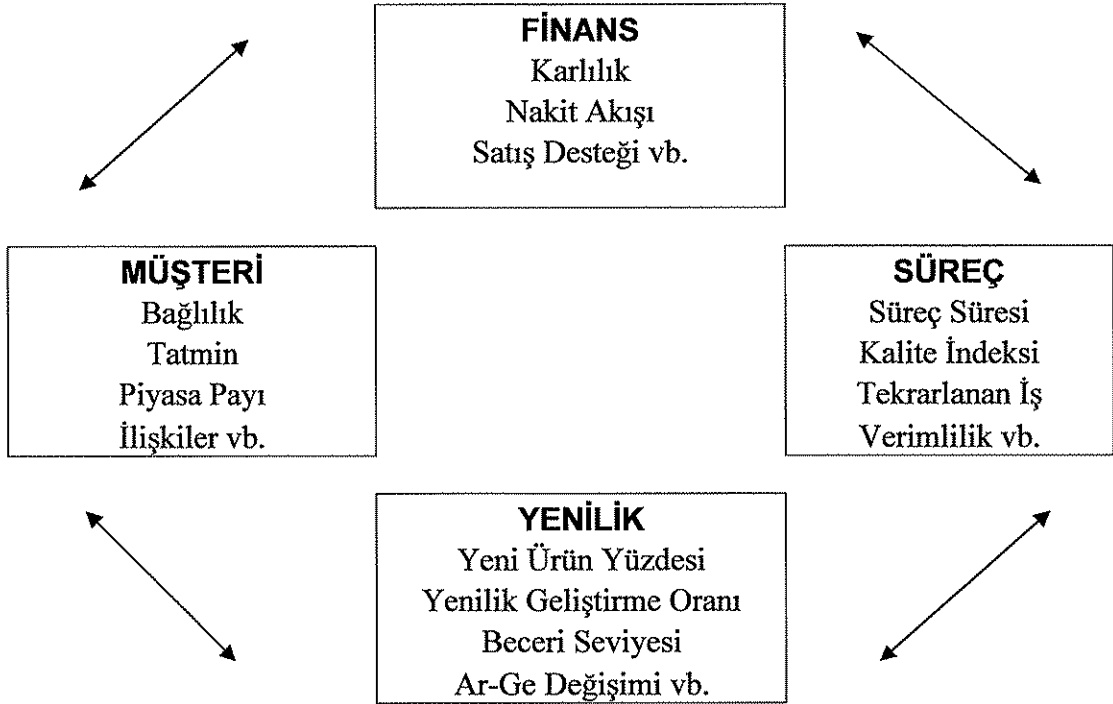 FİNANS
Karlılık
Nakit Akışı
Satış Desteği vb.
MÜŞTERİ
Bağlılık
Tatmin
Piyasa Payı
İlişkiler vb.
SÜREÇ
Süreç Süresi
Kalite İndeksi
Tekrarlanan İş
Verimlilik vb.
YENİLİK
Yeni Ürün Yüzdesi
Yenilik Geliştirme Oranı
Beceri Seviyesi
Ar-Ge Değişimi vb.